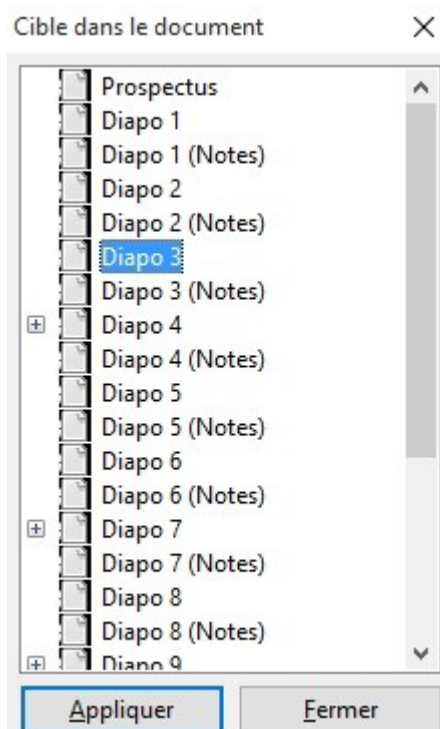 Cible dans le document
Prospectus
Diapo 1
Diapo 1 (Notes)
Diapo 2
Diapo 2 (Notes)
Diapo 3
Diapo 3 (Notes)
Diapo 4
Diapo 4 (Notes)
Diapo 5
Diapo 5 (Notes)
Diapo 6
Diapo 6 (Notes)
Diapo 7
Diapo 7 (Notes)
Diapo 8
Diapo 8 (Notes)
Diapo 9
Appliquer Fermer